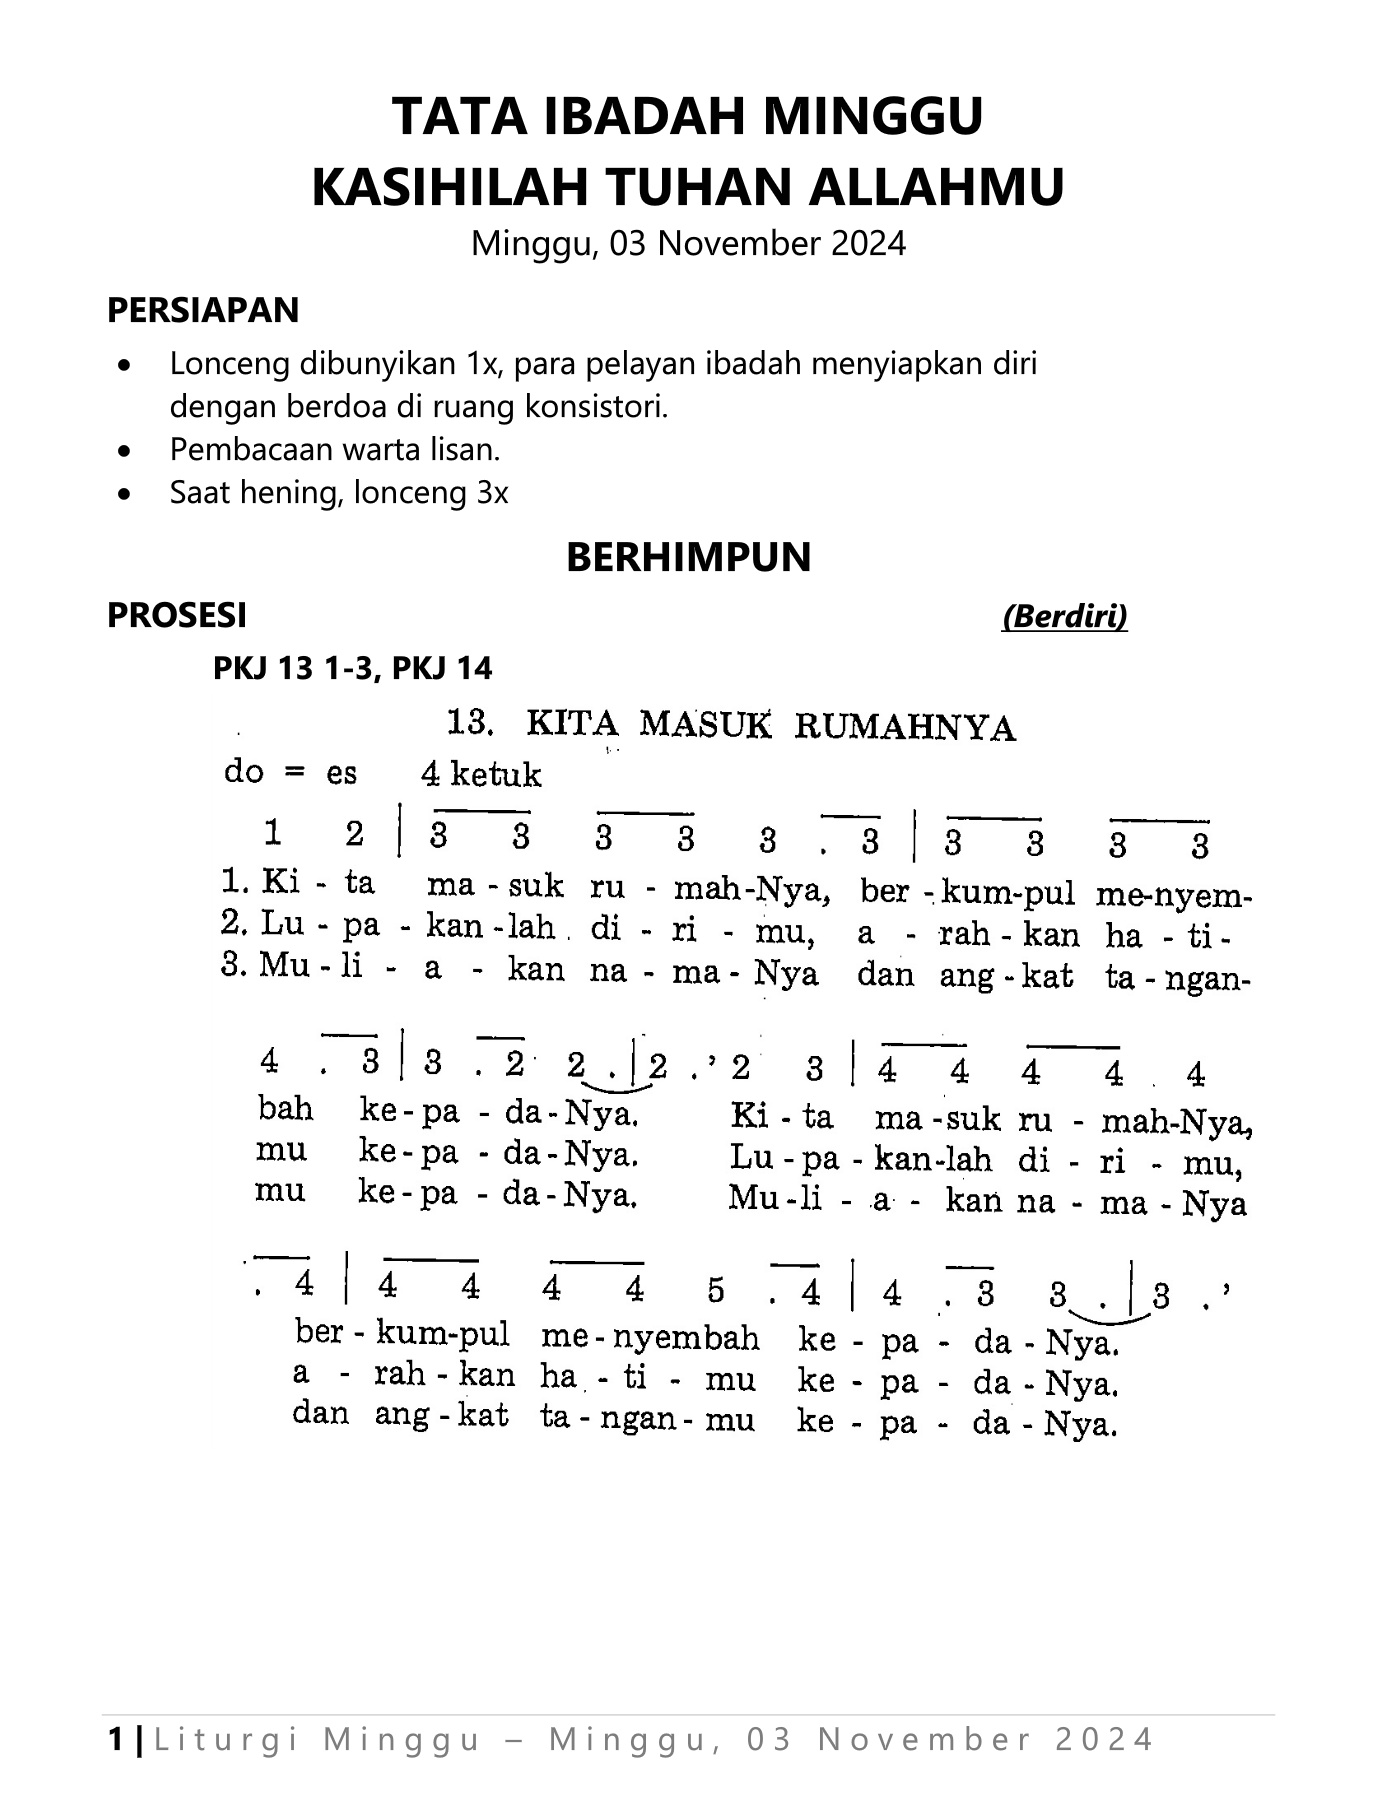 TATA IBADAH MINGGU
KASIHILAH TUHAN ALLAHMU
Minggu, 03 November 2024
PERSIAPAN
• Lonceng dibunyikan 1x, para pelayan ibadah menyiapkan diri
dengan berdoa di ruang konsistori.
• Pembacaan warta lisan.
• Saat hening, lonceng 3x
BERHIMPUN
PROSESI (Berdiri)
PKJ 13 1-3, PKJ 14
13. KITA MASUK RUMAHNYA
do = es 4 ketuk
1 2 | 3 3 3 3 3 . 3 | 3 3 3 3
1. Ki - ta ma - suk ru - mah-Nya, ber - kum-pul me-nyem-
2. Lu - pa - kan -lah di - ri - mu, a - rah - kan ha - ti -
3. Mu - li - a - kan na - ma - Nya dan ang - kat ta - ngan-
4 . 3 | 3 . 2 2 . | 2 . ’ 2 3 | 4 4 4 4 4
bah ke - pa - da - Nya. Ki - ta ma -suk ru - mah-Nya,
mu ke - pa - da - Nya. Lu - pa - kan-lah di - ri - mu,
mu ke - pa - da - Nya. Mu -li - a - kan na - ma - Nya
. 4 | 4 4 4 4 5 . 4 | 4 . 3 3 . | 3 . ’
ber - kum-pul me - nyembah ke - pa - da - Nya.
a - rah - kan ha - ti - mu ke - pa - da - Nya.
dan ang - kat ta - ngan - mu ke - pa - da - Nya.
1 | Liturgi Minggu – Minggu, 03 November 2024